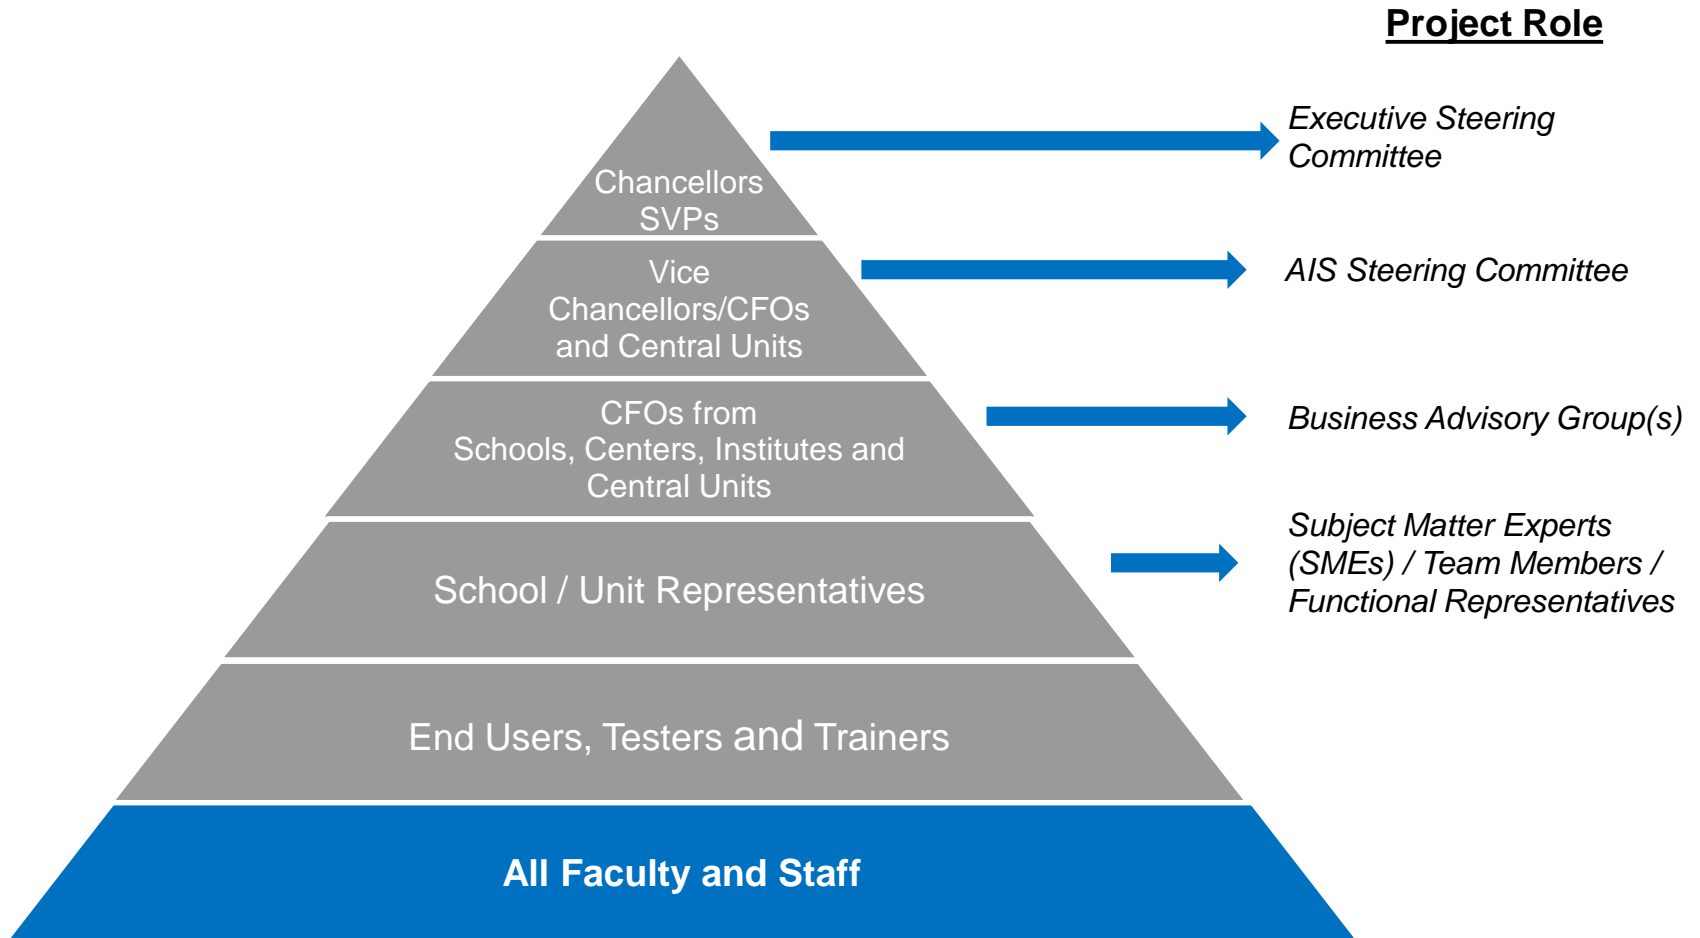 Project Role
Chancellors
SVPs
Executive Steering
Committee
Vice
Chancellors/CFOs
and Central Units
AIS Steering Committee
CFOs from
Schools, Centers, Institutes and
Central Units
Business Advisory Group(s)
School / Unit Representatives
Subject Matter Experts
(SMEs) / Team Members /
Functional Representatives
End Users, Testers and Trainers
All Faculty and Staff